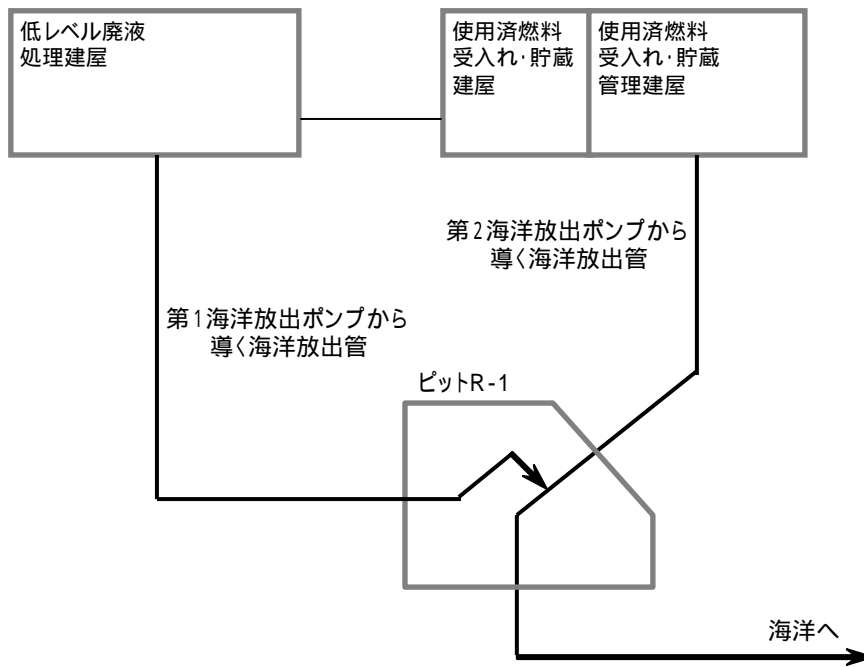 低レベル廃液
処理建屋
使用済燃料
受入れ･貯蔵
建屋
使用済燃料
受入れ･貯蔵
管理建屋
第2海洋放出ポンプから
導く海洋放出管
第1海洋放出ポンプから
導く海洋放出管
ピットR-1
海洋へ